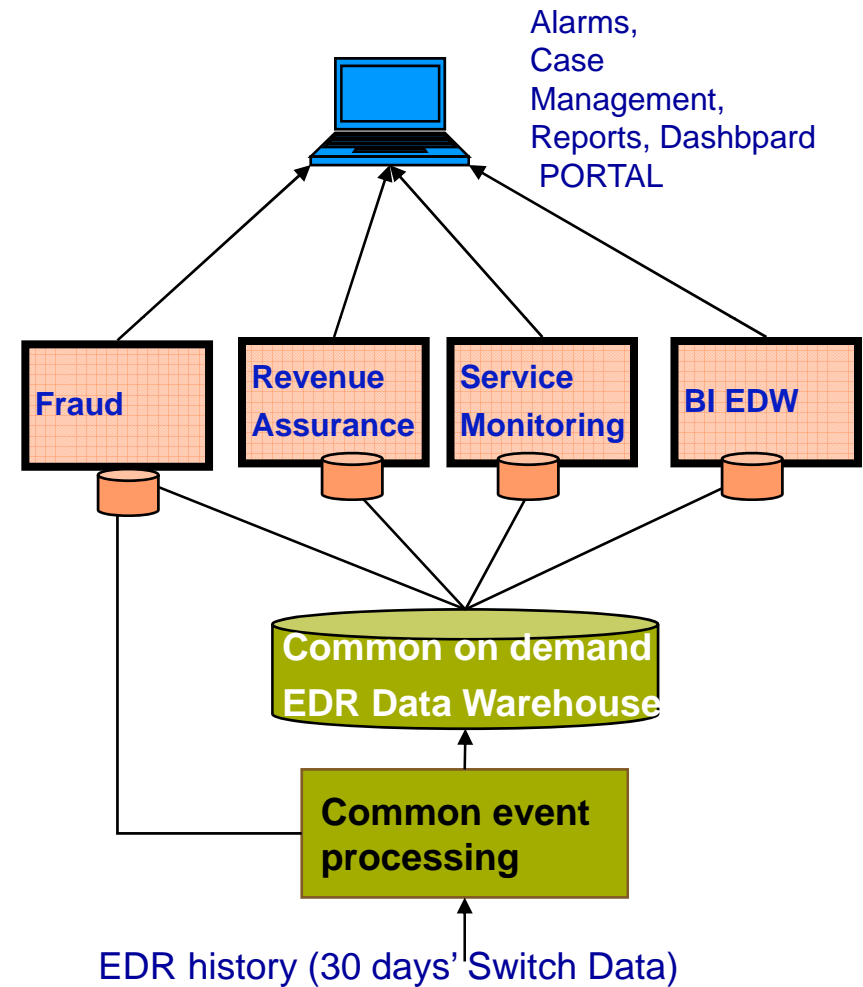 Alarms,
Case
Management,
Reports, Dashbpard
PORTAL
Fraud
Revenue
Assurance
Service
Monitoring
BI EDW
Common on demand
EDR Data Warehouse
Common event
processing
EDR history (30 days’ Switch Data)